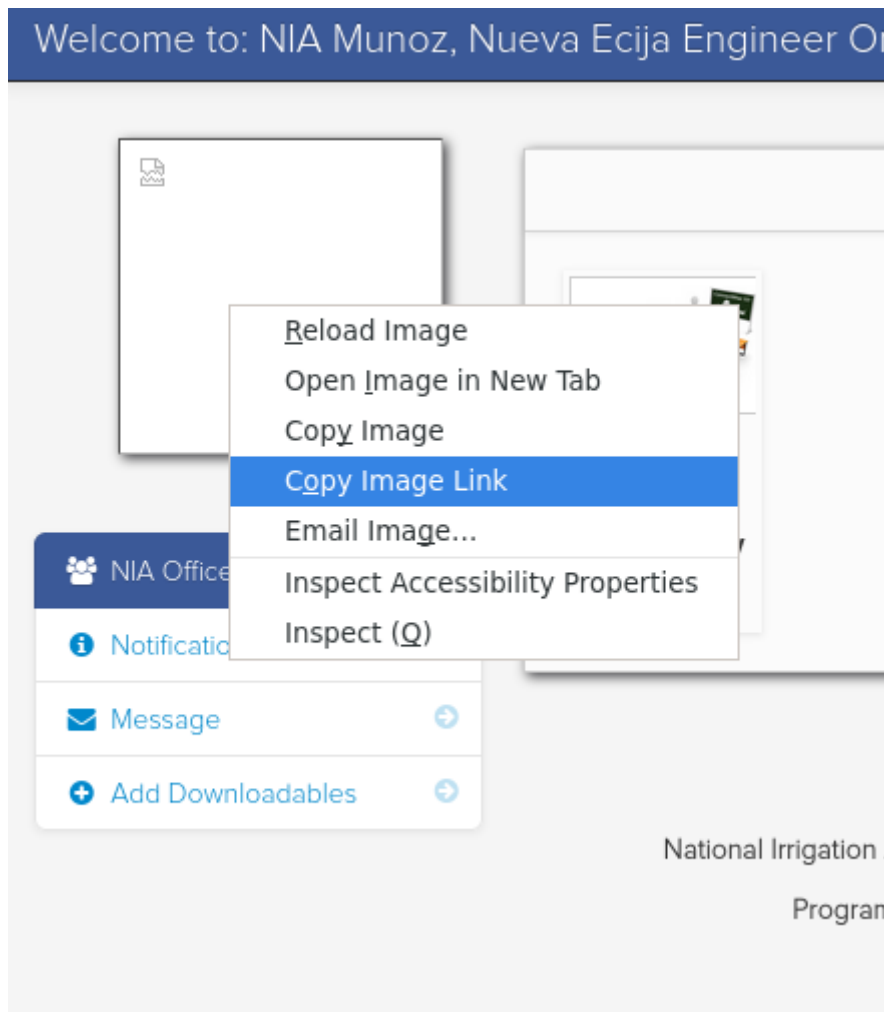 Welcome to: NIA Munoz, Nueva Ecija Engineer
Reload Image
Open Image in New Tab
Copy Image
Copy Image Link
Email Image...
Inspect Accessibility Properties
Inspect (Q)
NIA Office
Notificatio
Message
Add Downloadables
National Irrigation
Program